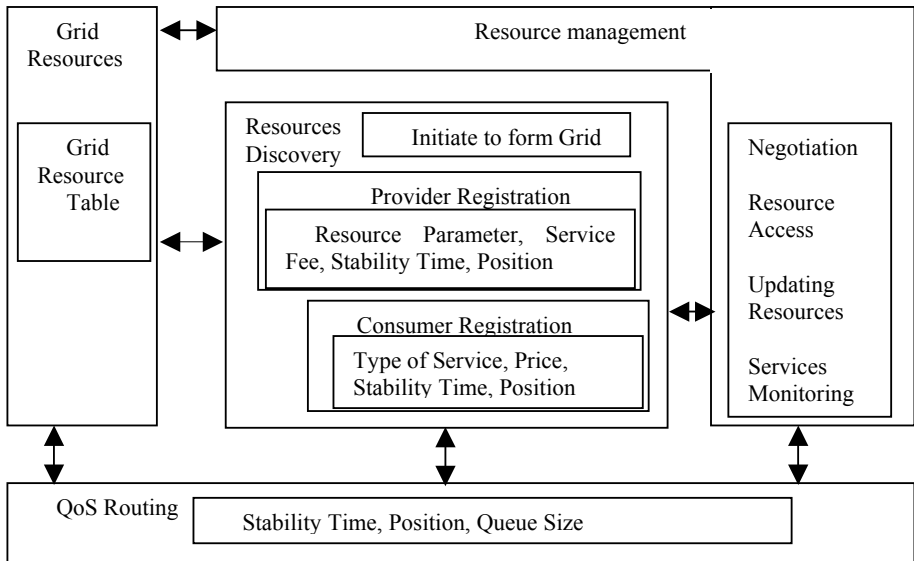 Grid
Resources
Grid
Resource
Table
Resource management
Resources
Discovery
Initiate to form Grid
Provider Registration
Resource Parameter, Service
Fee, Stability Time, Position
Consumer Registration
Type of Service, Price,
Stability Time, Position
Negotiation
Resource
Access
Updating
Resources
Services
Monitoring
QoS Routing
Stability Time, Position, Queue Size